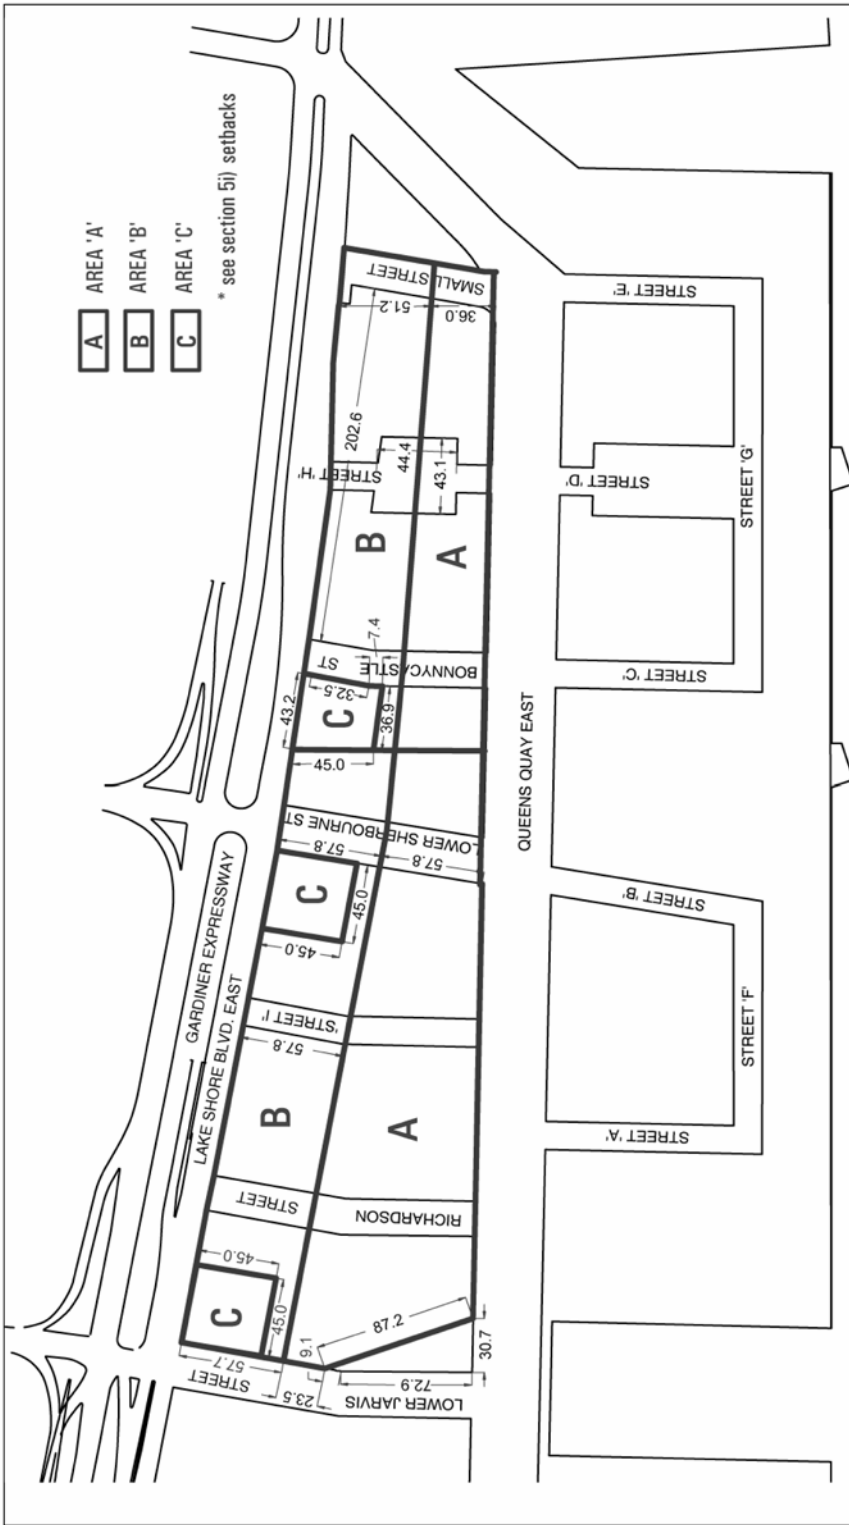 A AREA 'A'
B AREA 'B'
C AREA 'C'
* see section 5i) setbacks
GARDINER EXPRESSWAY
LAKE SHORE BLVD. EAST
C
45.0
45.0
57.7
STREET
23.5
9.1
87.2
72.9
30.7
LOWER JARVIS
STREET
RICHARDSON
B
57.8
A
STREET 'I'
C
45.0
45.0
LOWER SHERBOURNE ST
57.8
57.8
C
43.2
32.5
36.9
45.0
7.4
ST
BONNYCASTLE
B
A
202.6
STREET 'H'
44.4
43.1
51.2
36.0
SMALL STREET
QUEENS QUAY EAST
STREET 'A'
STREET 'B'
STREET 'C'
STREET 'D'
STREET 'E'
STREET 'F'
STREET 'G'